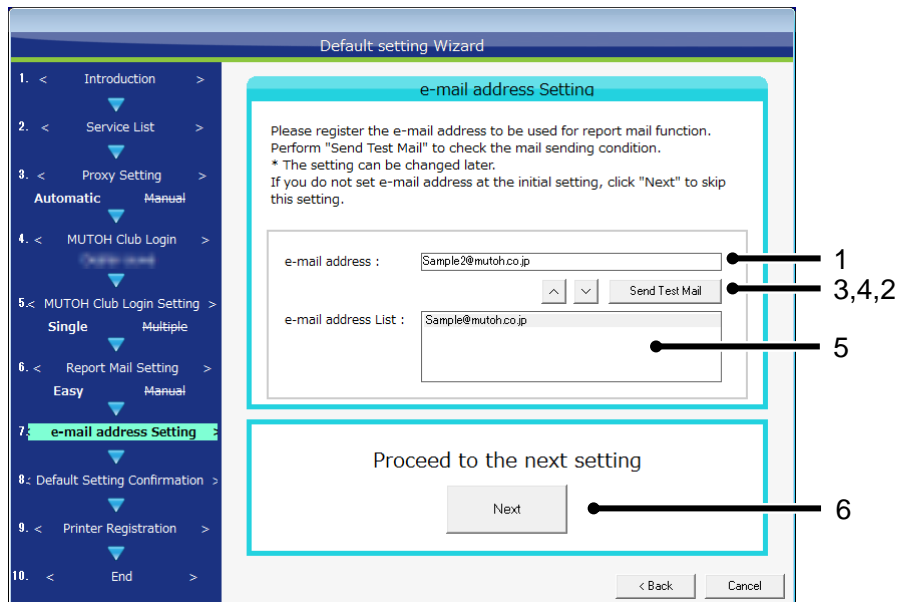 Default setting Wizard
1. < Introduction >
2. < Service List >
3. < Proxy Setting >
Automatic Manual
4. < MUTOH Club Login >
5.< MUTOH Club Login Setting >
Single Multiple
6. < Report Mail Setting >
Easy Manual
7.< e-mail address Setting >
8.< Default Setting Confirmation >
9. < Printer Registration >
10. < End >
e-mail address Setting
Please register the e-mail address to be used for report mail function.
Perform "Send Test Mail" to check the mail sending condition.
* The setting can be changed later.
If you do not set e-mail address at the initial setting, click "Next" to skip
this setting.
e-mail address : Sample2@mutoh.co.jp 1
Send Test Mail 3,4,2
e-mail address List : Sample@mutoh.co.jp
5
Proceed to the next setting
Next 6
< Back Cancel